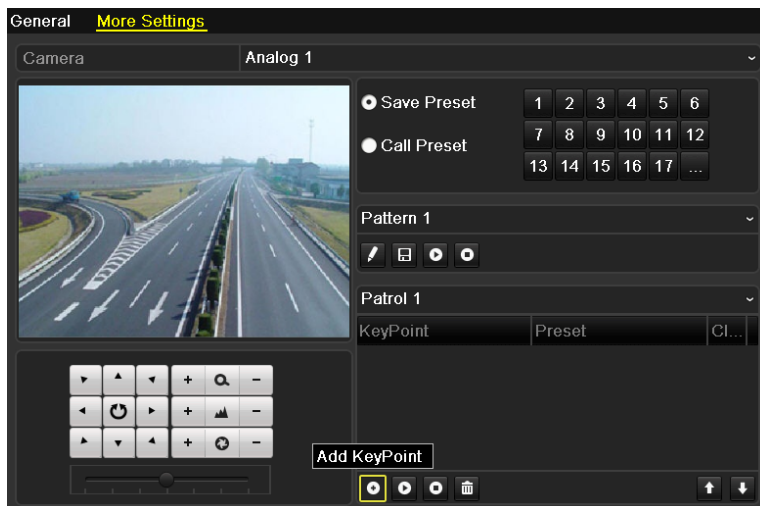 General More Settings
Camera Analog 1
Save Preset 1 2 3 4 5 6
Call Preset 7 8 9 10 11 12
13 14 15 16 17 ...
Pattern 1
Patrol 1
KeyPoint Preset Cl...
Add KeyPoint